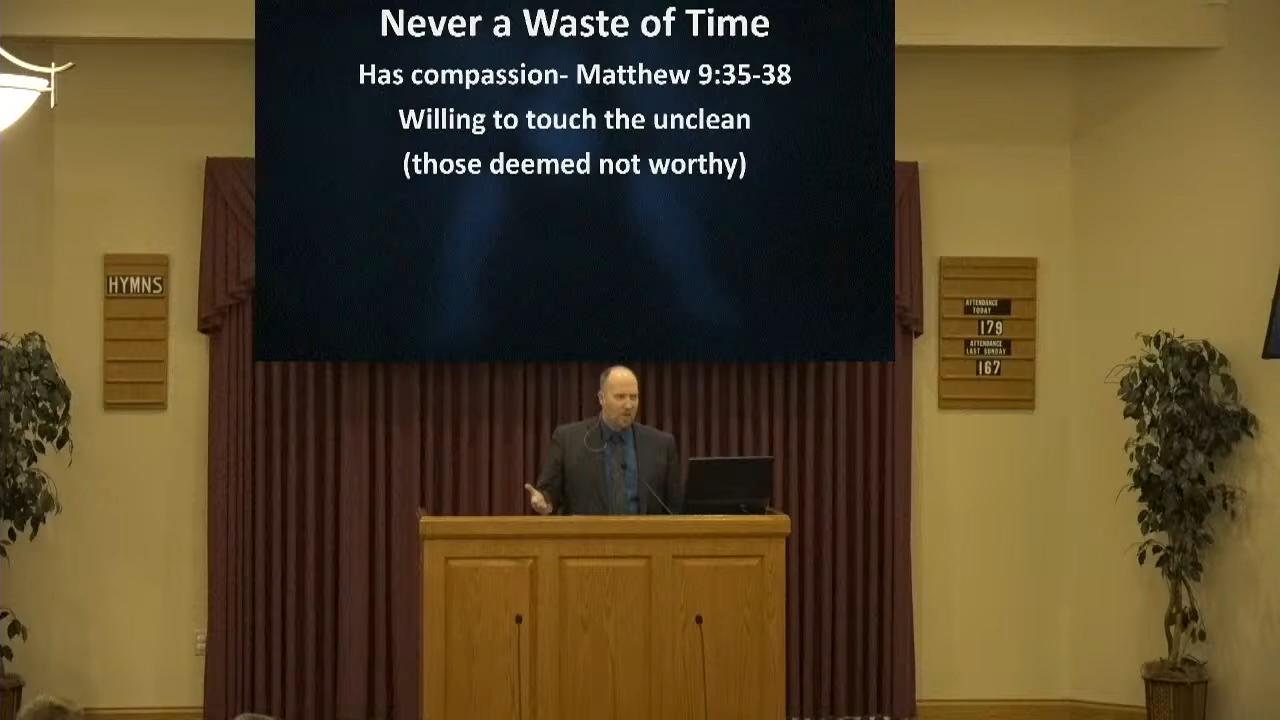 Never a Waste of Time
Has compassion- Matthew 9:35-38
Willing to touch the unclean
(those deemed not worthy)
HYMNS
ATTENDANCE
TODAY
179
ATTENDANCE
LAST SUNDAY
167